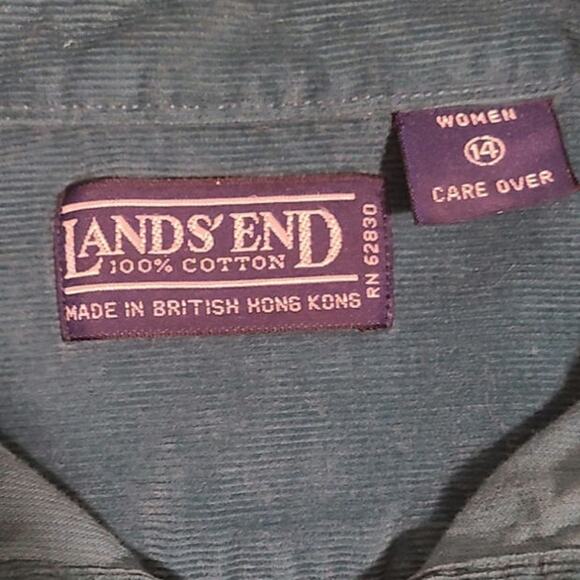 WOMEN
14
CARE OVER
LANDS' END
100% COTTON
MADE IN BRITISH HONG KONG
RN 62830